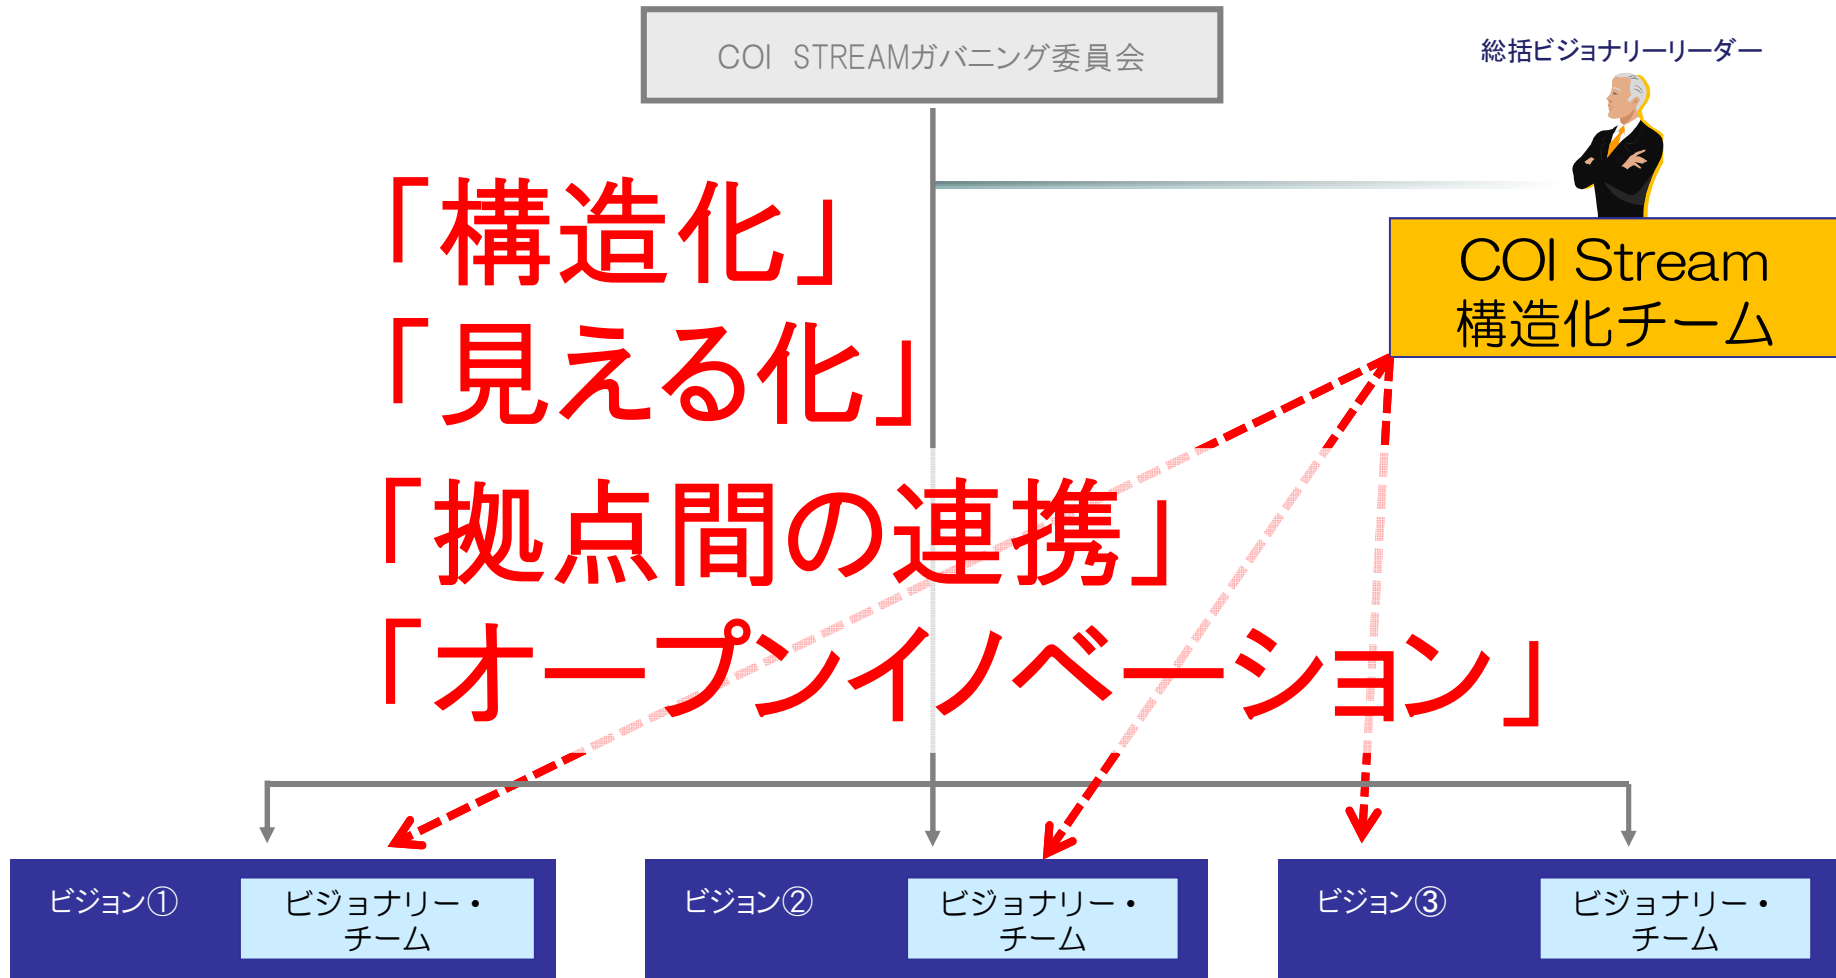 COI STREAMガバニング委員会
総括ビジョナリーリーダー
「構造化」
COI Stream
構造化チーム
「見える化」
「拠点間の連携」
「オープンイノベーション」
ビジョン①
ビジョナリー・
チーム
ビジョン②
ビジョナリー・
チーム
ビジョン③
ビジョナリー・
チーム